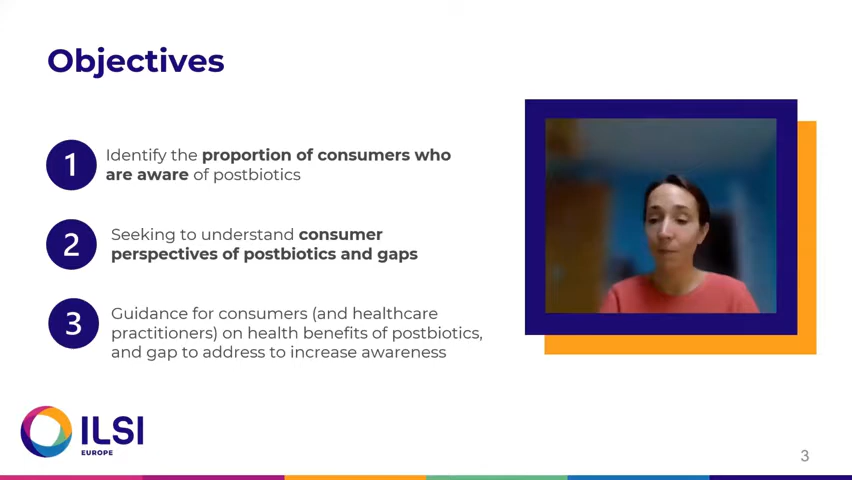 Objectives
1
Identify the proportion of consumers who
are aware of postbiotics
2
Seeking to understand consumer
perspectives of postbiotics and gaps
3
Guidance for consumers (and healthcare
practitioners) on health benefits of postbiotics,
and gap to address to increase awareness
ILSI
EUROPE
3